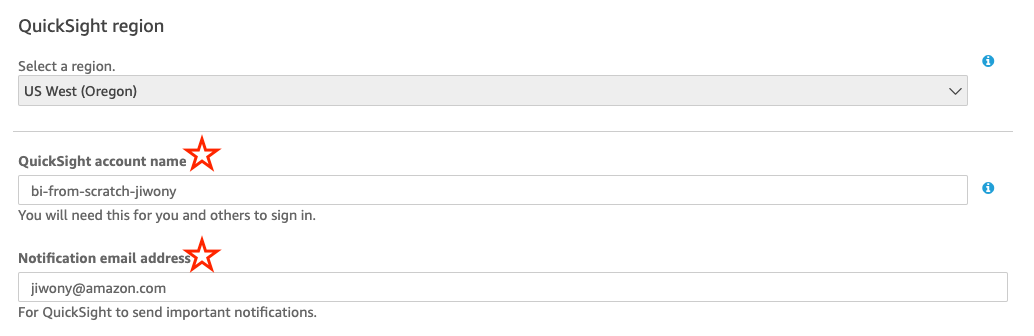 QuickSight region
Select a region.
US West (Oregon)
QuickSight account name
bi-from-scratch-jiwony
You will need this for you and others to sign in.
Notification email address
jiwony@amazon.com
For QuickSight to send important notifications.